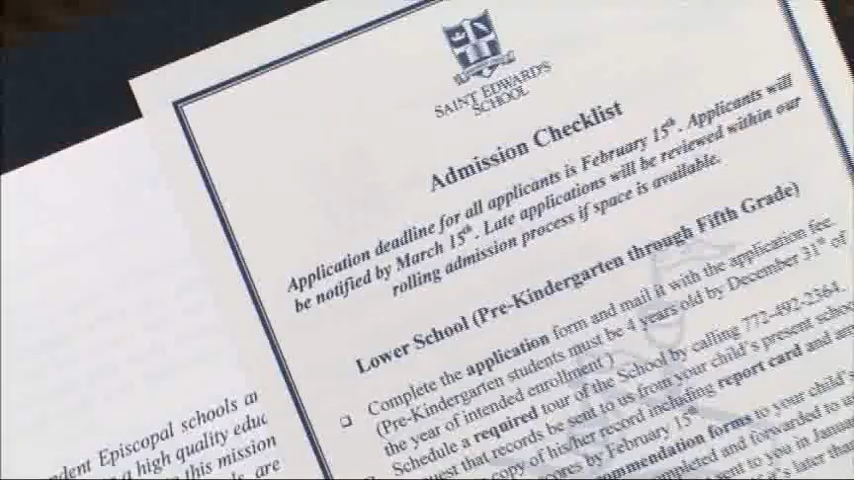 SAINT EDWARD'S
SCHOOL
Admission Checklist
Application deadline for all applicants is February 15th. Applicants will
be notified by March 15th. Late applications will be reviewed within our
rolling admission process if space is available.
Lower School (Pre-Kindergarten through Fifth Grade)
Complete the application form and mail it with the application fee.
(Pre-Kindergarten students must be 4 years old by December 31st of
the year of intended enrollment)
Schedule a required tour of the School by calling 772-492-2364.
that records be sent to us from your child's present
copy of his/her record including report card and
by February 15th
forms to your child's
completed and forwarded to
sent to you in
later than
Episcopal schools
a high quality
this mission
are